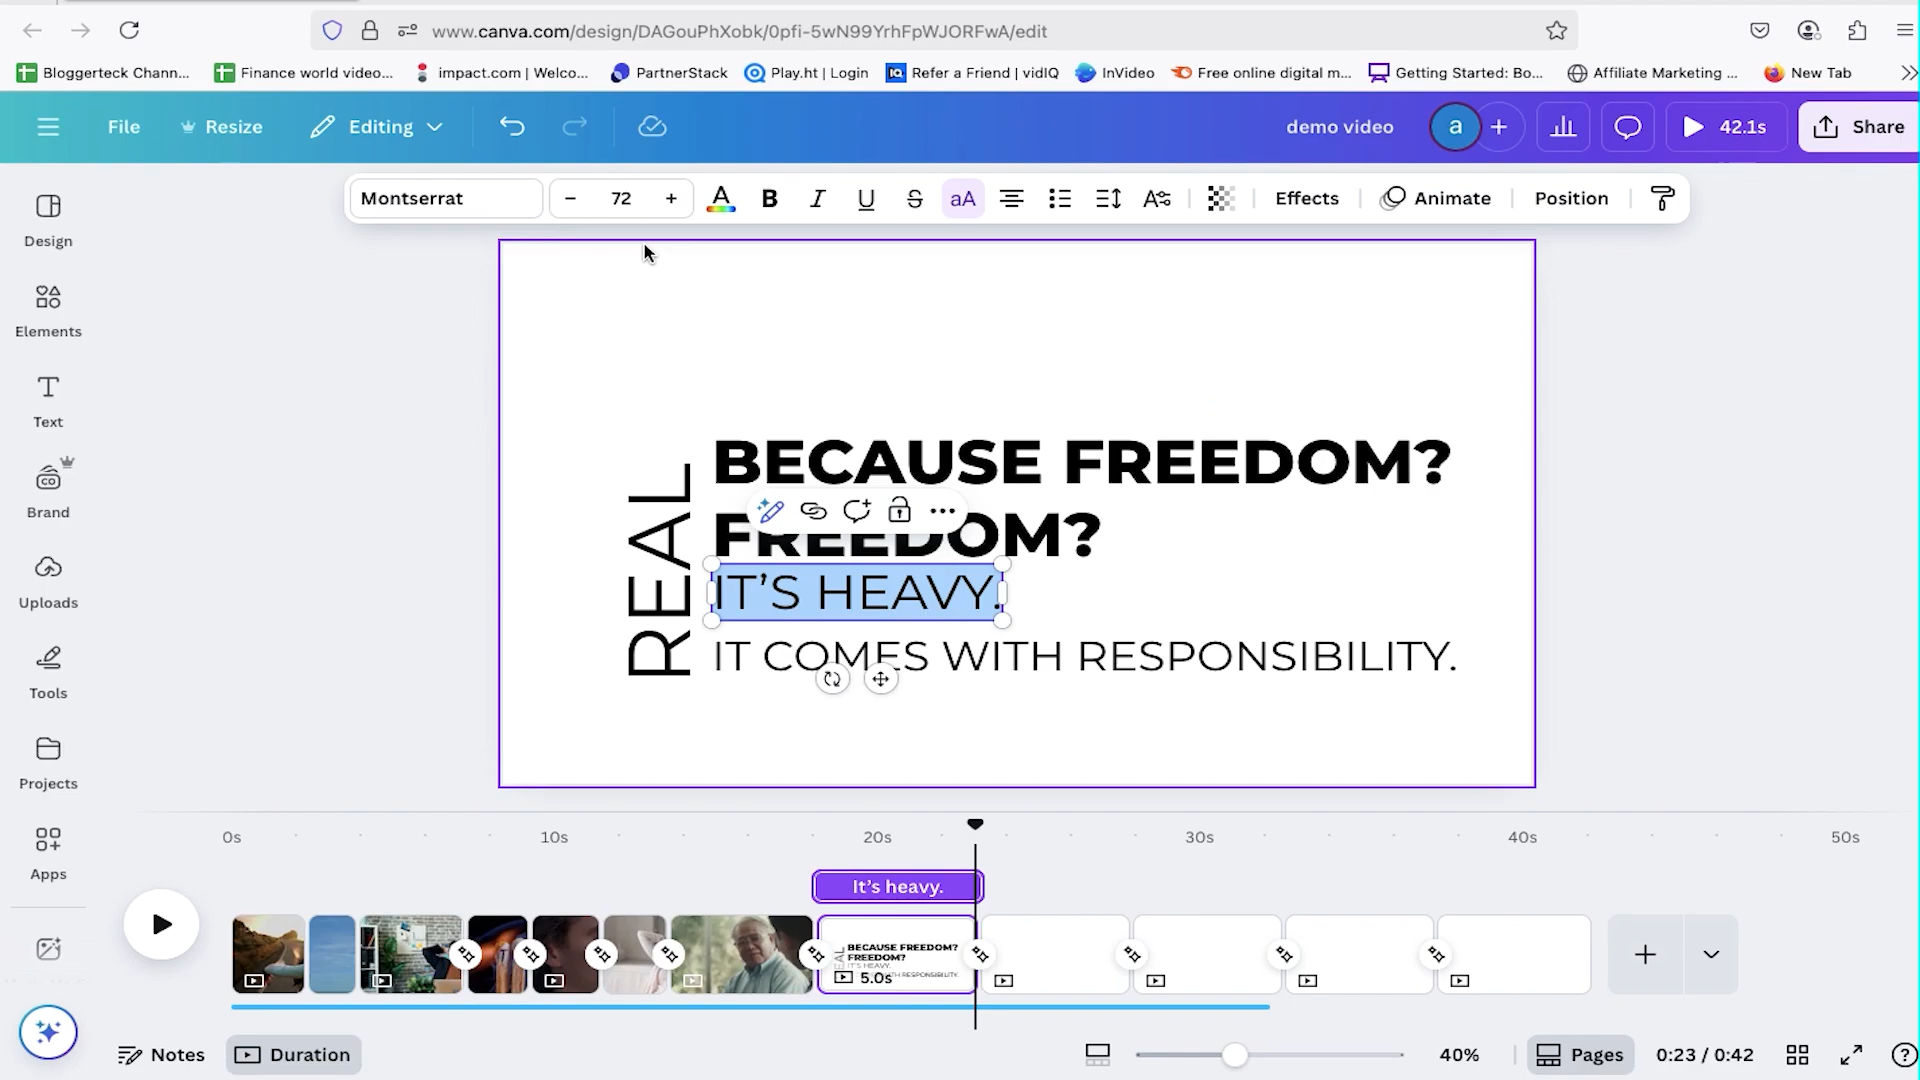 www.canva.com/design/DAGouPhXobk/0pfi-5wN99YrhFpWJORFwA/edit
Bloggerteck Chann... Finance world video... impact.com | Welco... PartnerStack Play.ht | Login Refer a Friend | vidIQ InVideo Free online digital m... Getting Started: Bo... Affiliate Marketing ... New Tab
File Resize Editing demo video a 42.1s Share
Montserrat − 72 + A B I U S aA Effects Animate Position
Design
Elements
Text
Brand
Uploads
Tools
Projects
Apps
REAL
BECAUSE FREEDOM?
FREEDOM?
IT’S HEAVY.
IT COMES WITH RESPONSIBILITY.
0s 10s 20s 30s 40s 50s
It’s heavy.
BECAUSE FREEDOM?
FREEDOM?
IT'S HEAVY.
5.0s
Notes Duration 40% Pages 0:23 / 0:42